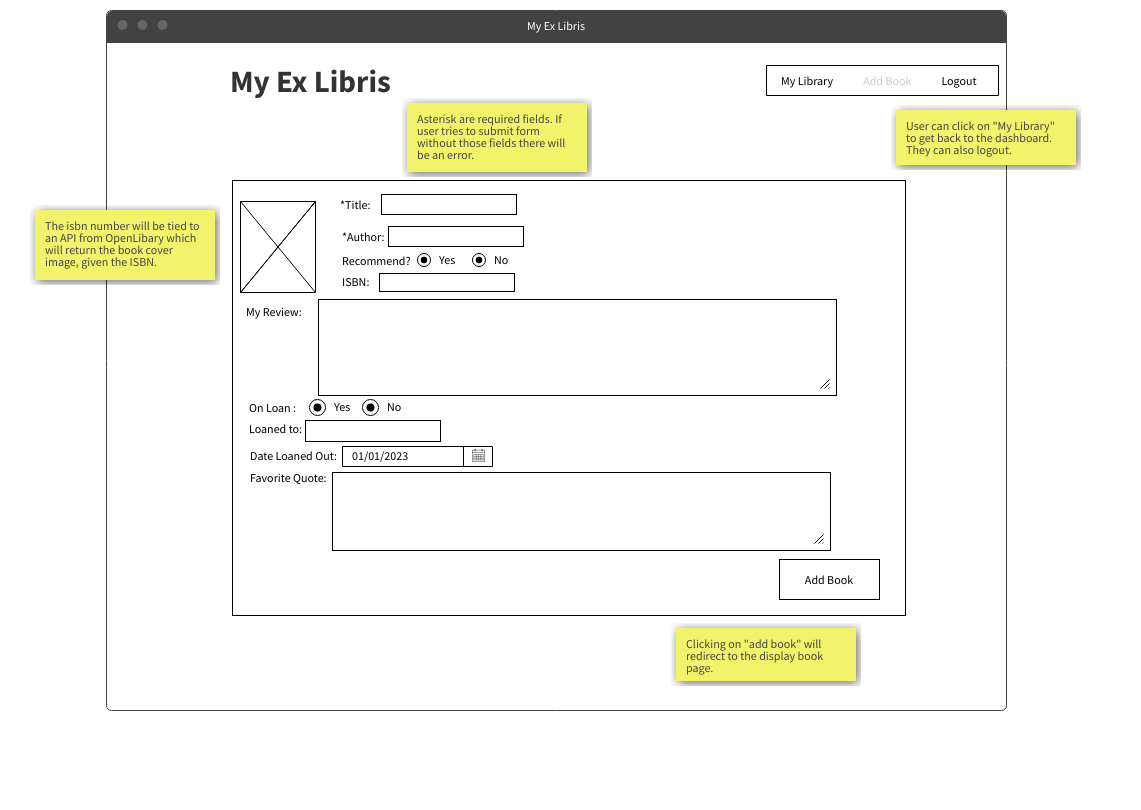 My Ex Libris
My Ex Libris
My Library
Add Book
Logout
Asterisk are required fields. If
user tries to submit form
without those fields there will
be an error.
User can click on "My Library"
to get back to the dashboard.
They can also logout.
The isbn number will be tied to
an API from OpenLibary which
will return the book cover
image, given the ISBN.
*Title:
*Author:
Recommend? Yes No
ISBN:
My Review:
On Loan : Yes No
Loaned to:
Date Loaned Out: 01/01/2023
Favorite Quote:
Add Book
Clicking on "add book" will
redirect to the display book
page.